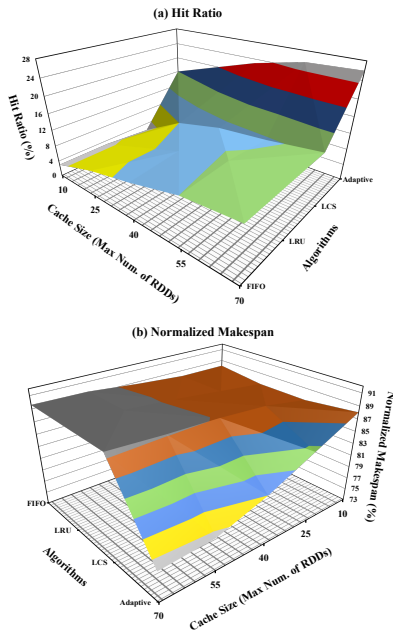 (a) Hit Ratio
28
24
20
16
12
8
4
0
Hit Ratio (%)
10
25
40
55
70
Cache Size (Max Num. of RDDs)
FIFO
LRU
LCS
Adaptive
Algorithms
(b) Normalized Makespan
91
89
87
85
83
81
79
77
75
73
Normalized Makespan (%)
FIFO
LRU
LCS
Adaptive
Algorithms
70
55
40
25
10
Cache Size (Max Num. of RDDs)